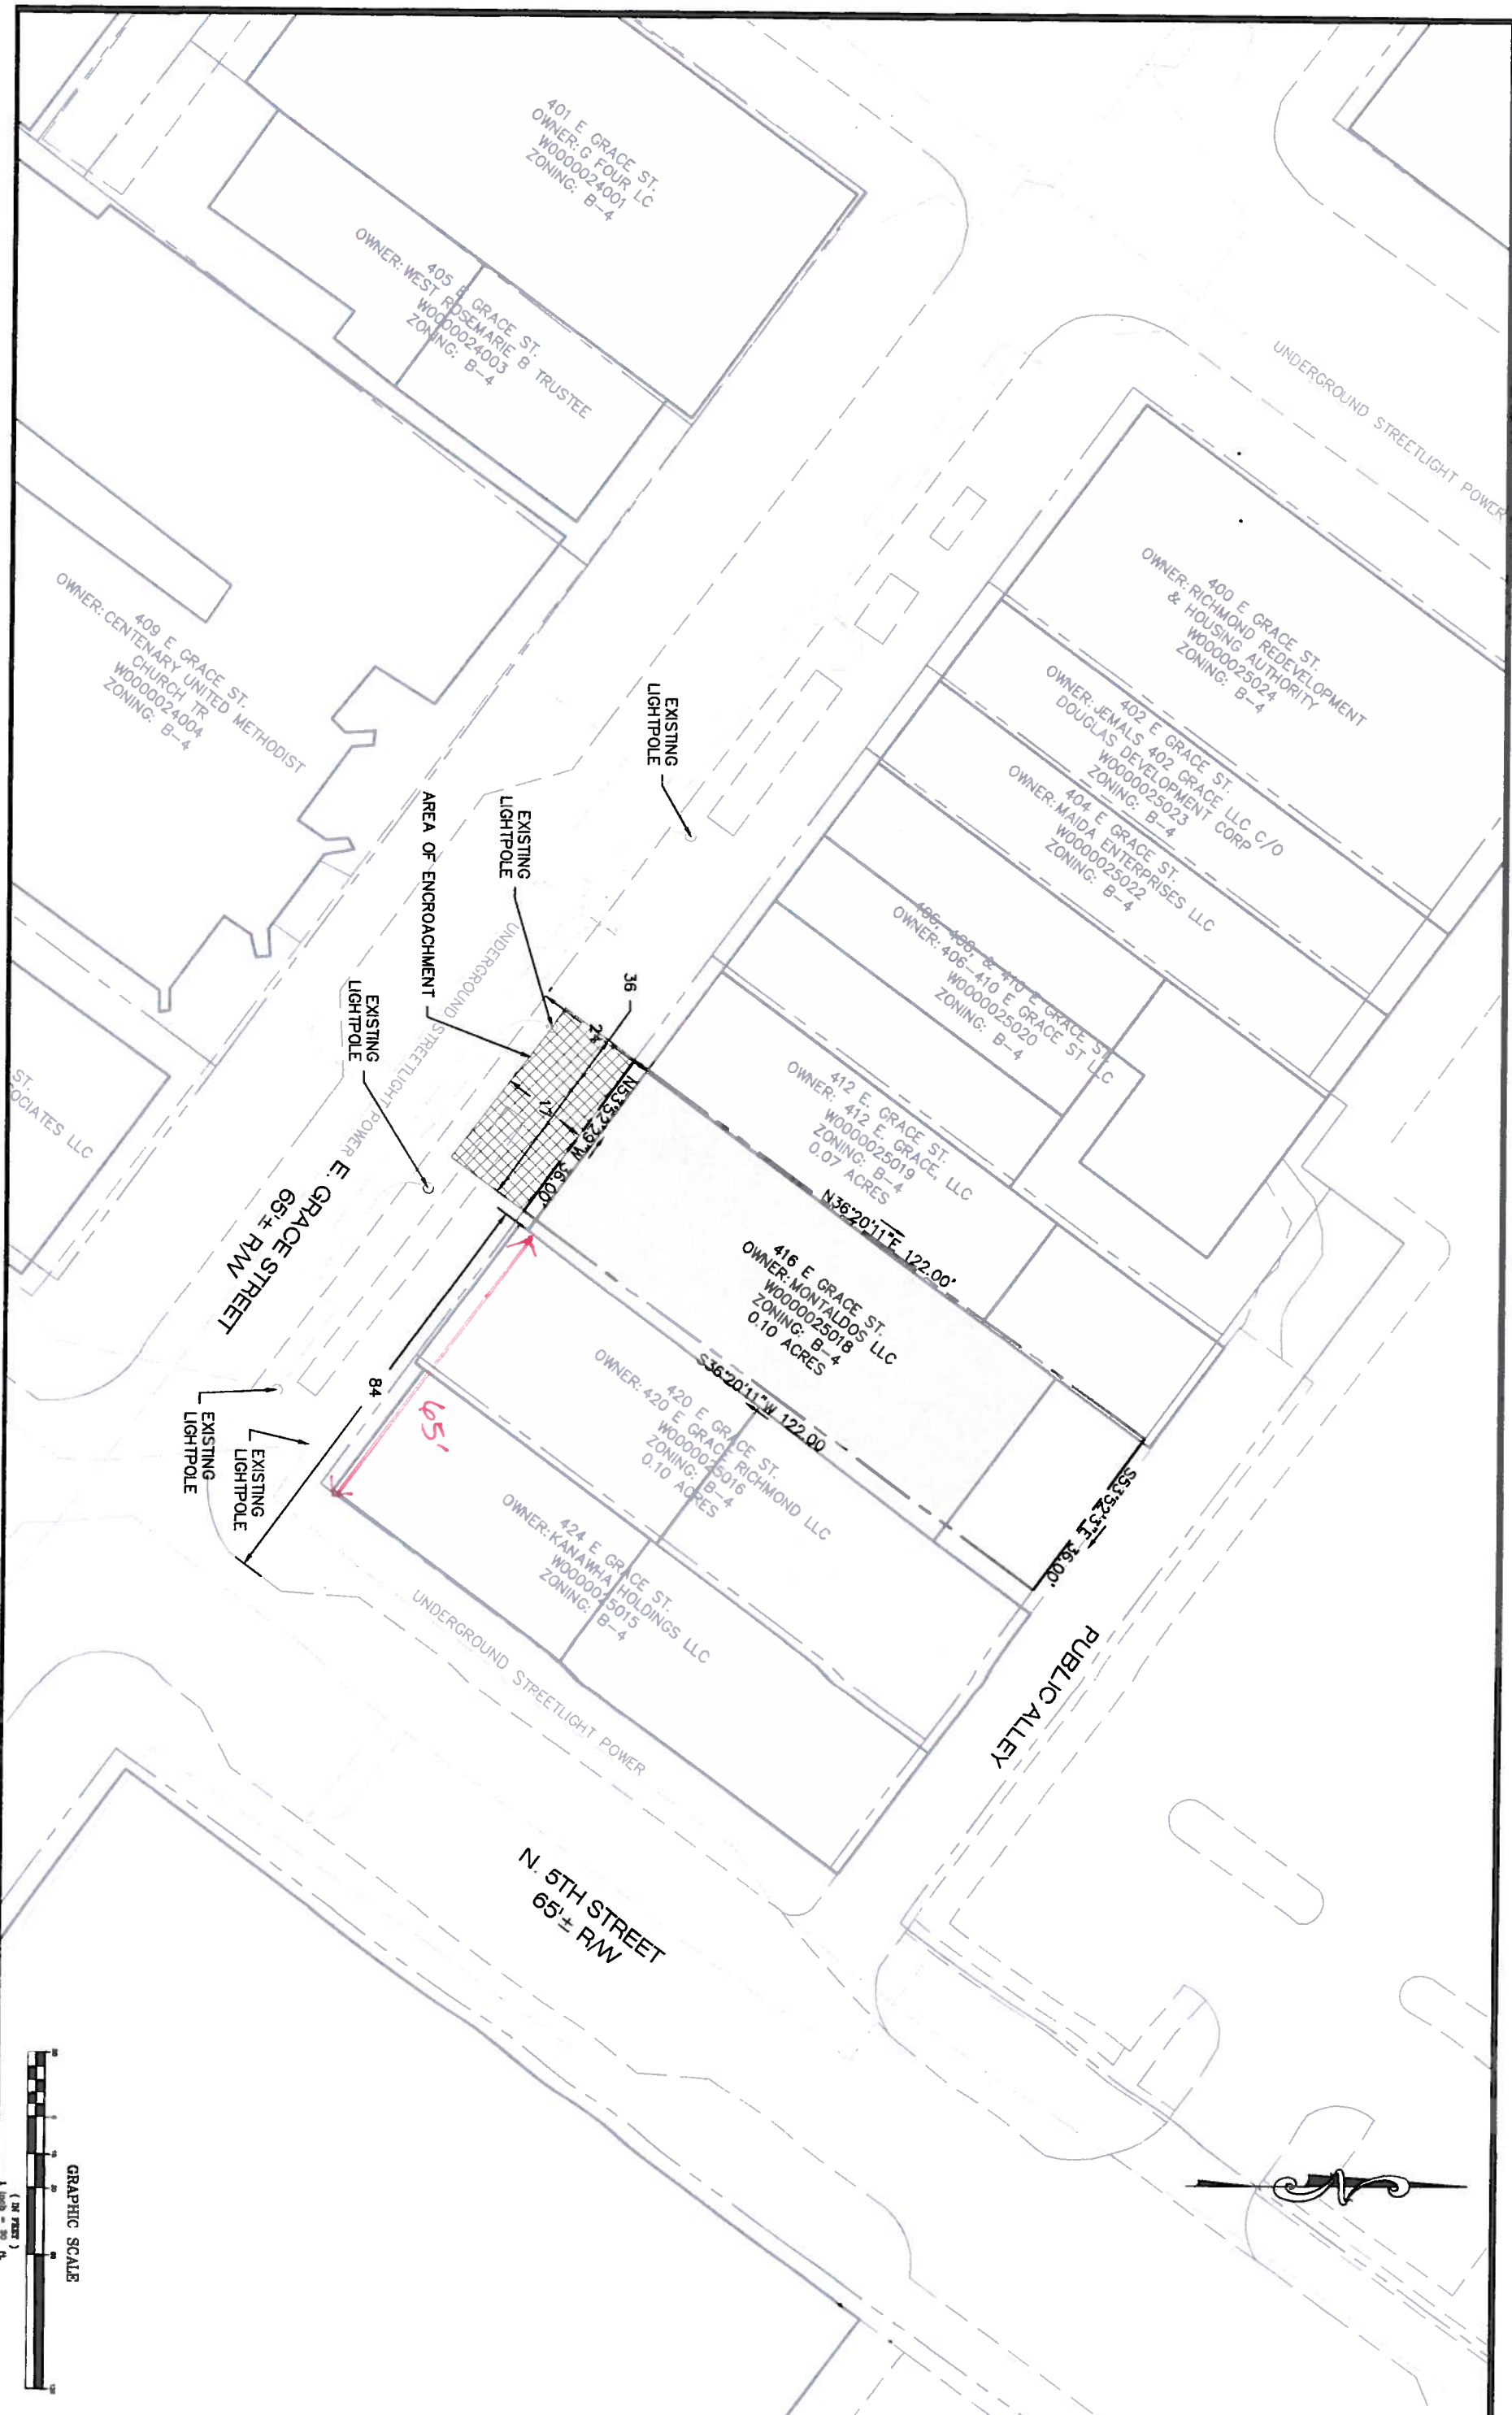 401 E GRACE ST.
OWNER: G FOUR LC
W0000024001
ZONING: B-4
405 E GRACE ST.
OWNER: WEST ROSEMARIE B TRUSTEE
W0000024003
ZONING: B-4
409 E GRACE ST.
OWNER: CENTENARY UNITED METHODIST
CHURCH TR
W0000024004
ZONING: B-4
UNDERGROUND STREETLIGHT POWER
400 E GRACE ST.
OWNER: RICHMOND REDEVELOPMENT
& HOUSING AUTHORITY
W0000025024
ZONING: B-4
402 E GRACE ST.
OWNER: JEMALS 402 GRACE LLC C/O
DOUGLAS DEVELOPMENT CORP
W0000025023
ZONING: B-4
404 E GRACE ST.
OWNER: MAIDA ENTERPRISES LLC
W0000025022
ZONING: B-4
406, 408, & 410 E GRACE ST.
OWNER: 406-410 E GRACE ST LLC
W0000025020
ZONING: B-4
412 E. GRACE ST.
OWNER: 412 E. GRACE, LLC
W0000025019
ZONING: B-4
0.07 ACRES
N36°20'11"E 122.00'
416 E GRACE ST.
OWNER: MONTALDOS LLC
W0000025018
ZONING: B-4
0.10 ACRES
S36°20'11"W 122.00
420 E GRACE ST.
OWNER: 420 E GRACE RICHMOND LLC
W0000025016
ZONING: B-4
0.10 ACRES
424 E GRACE ST.
OWNER: KANAWHA HOLDINGS LLC
W0000025015
ZONING: B-4
EXISTING
LIGHTPOLE
EXISTING
LIGHTPOLE
AREA OF ENCROACHMENT
EXISTING
LIGHTPOLE
UNDERGROUND STREETLIGHT POWER
36
17
N53°52'29"W 36.00'
E. GRACE STREET
65'± R/W
84
65'
EXISTING
LIGHTPOLE
EXISTING
LIGHTPOLE
UNDERGROUND STREETLIGHT POWER
36.00'
PUBLIC ALLEY
N. 5TH STREET
65'± R/W
ST.
OCIATES LLC
N
GRAPHIC SCALE
( IN FEET )